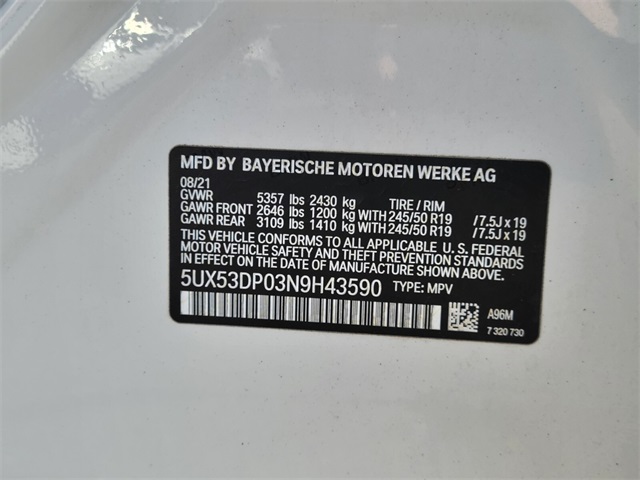 MFD BY BAYERISCHE MOTOREN WERKE AG
08/21
GVWR 5357 lbs 2430 kg TIRE / RIM
GAWR FRONT 2646 lbs 1200 kg WITH 245/50 R19 / 7.5J x 19
GAWR REAR 3109 lbs 1410 kg WITH 245/50 R19 / 7.5J x 19
THIS VEHICLE CONFORMS TO ALL APPLICABLE U.S. FEDERAL
MOTOR VEHICLE SAFETY AND THEFT PREVENTION STANDARDS
IN EFFECT ON THE DATE OF MANUFACTURE SHOWN ABOVE.
5UX53DP03N9H43590 TYPE: MPV
A96M
7 320 730